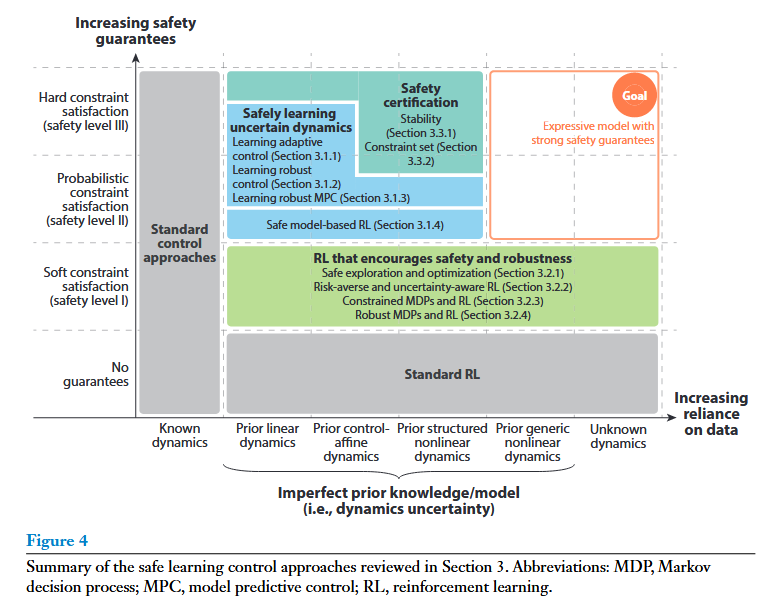 Increasing safety
guarantees
Hard constraint
satisfaction
(safety level III)
Probabilistic
constraint
satisfaction
(safety level II)
Soft constraint
satisfaction
(safety level I)
No
guarantees
Standard
control
approaches
Safely learning
uncertain dynamics
Learning adaptive
control (Section 3.1.1)
Learning robust
control (Section 3.1.2)
Learning robust MPC (Section 3.1.3)
Safe model-based RL (Section 3.1.4)
Safety
certification
Stability
(Section 3.3.1)
Constraint set (Section
3.3.2)
Goal
Expressive model with
strong safety guarantees
RL that encourages safety and robustness
Safe exploration and optimization (Section 3.2.1)
Risk-averse and uncertainty-aware RL (Section 3.2.2)
Constrained MDPs and RL (Section 3.2.3)
Robust MDPs and RL (Section 3.2.4)
Standard RL
Increasing
reliance
on data
Known
dynamics
Prior linear
dynamics
Prior control-
affine
dynamics
Prior structured
nonlinear
dynamics
Prior generic
nonlinear
dynamics
Unknown
dynamics
Imperfect prior knowledge/model
(i.e., dynamics uncertainty)
Figure 4
Summary of the safe learning control approaches reviewed in Section 3. Abbreviations: MDP, Markov
decision process; MPC, model predictive control; RL, reinforcement learning.